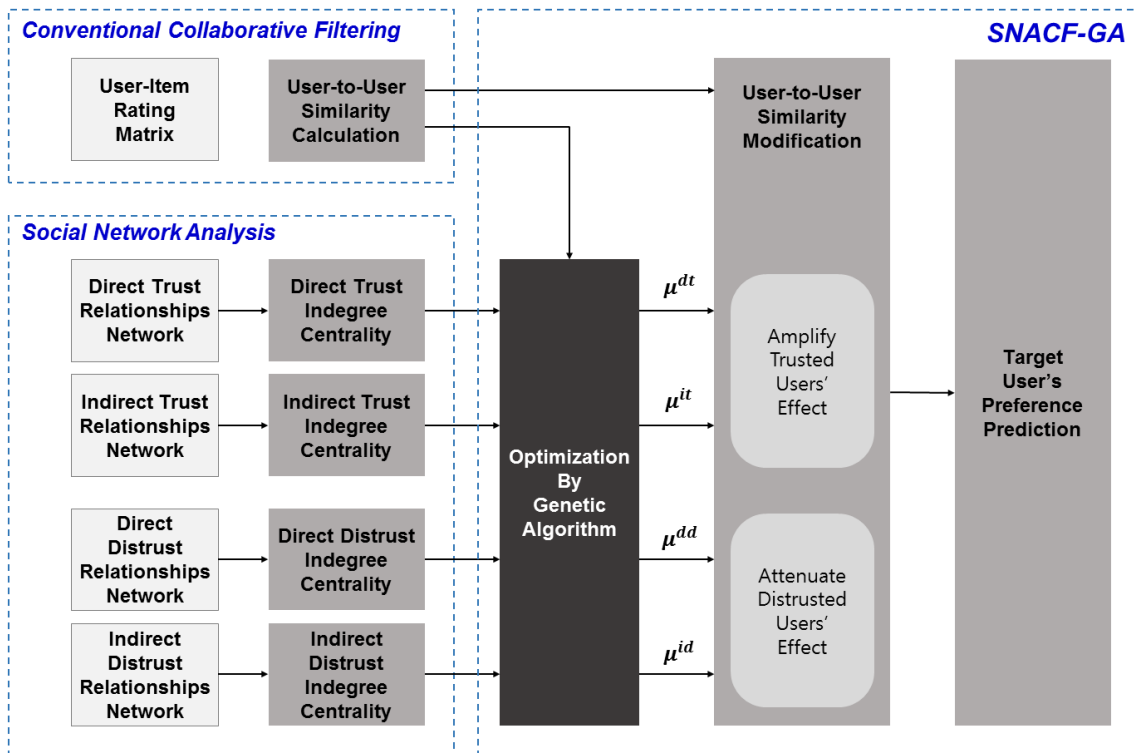 Conventional Collaborative Filtering
User-Item
Rating
Matrix
User-to-User
Similarity
Calculation
Social Network Analysis
Direct Trust
Relationships
Network
Direct Trust
Indegree
Centrality
Indirect Trust
Relationships
Network
Indirect Trust
Indegree
Centrality
Direct
Distrust
Relationships
Network
Direct Distrust
Indegree
Centrality
Indirect
Distrust
Relationships
Network
Indirect
Distrust
Indegree
Centrality
SNACF-GA
Optimization
By
Genetic
Algorithm
μ^dt
μ^it
μ^dd
μ^id
User-to-User
Similarity
Modification
Amplify
Trusted
Users’
Effect
Attenuate
Distrusted
Users’
Effect
Target
User’s
Preference
Prediction